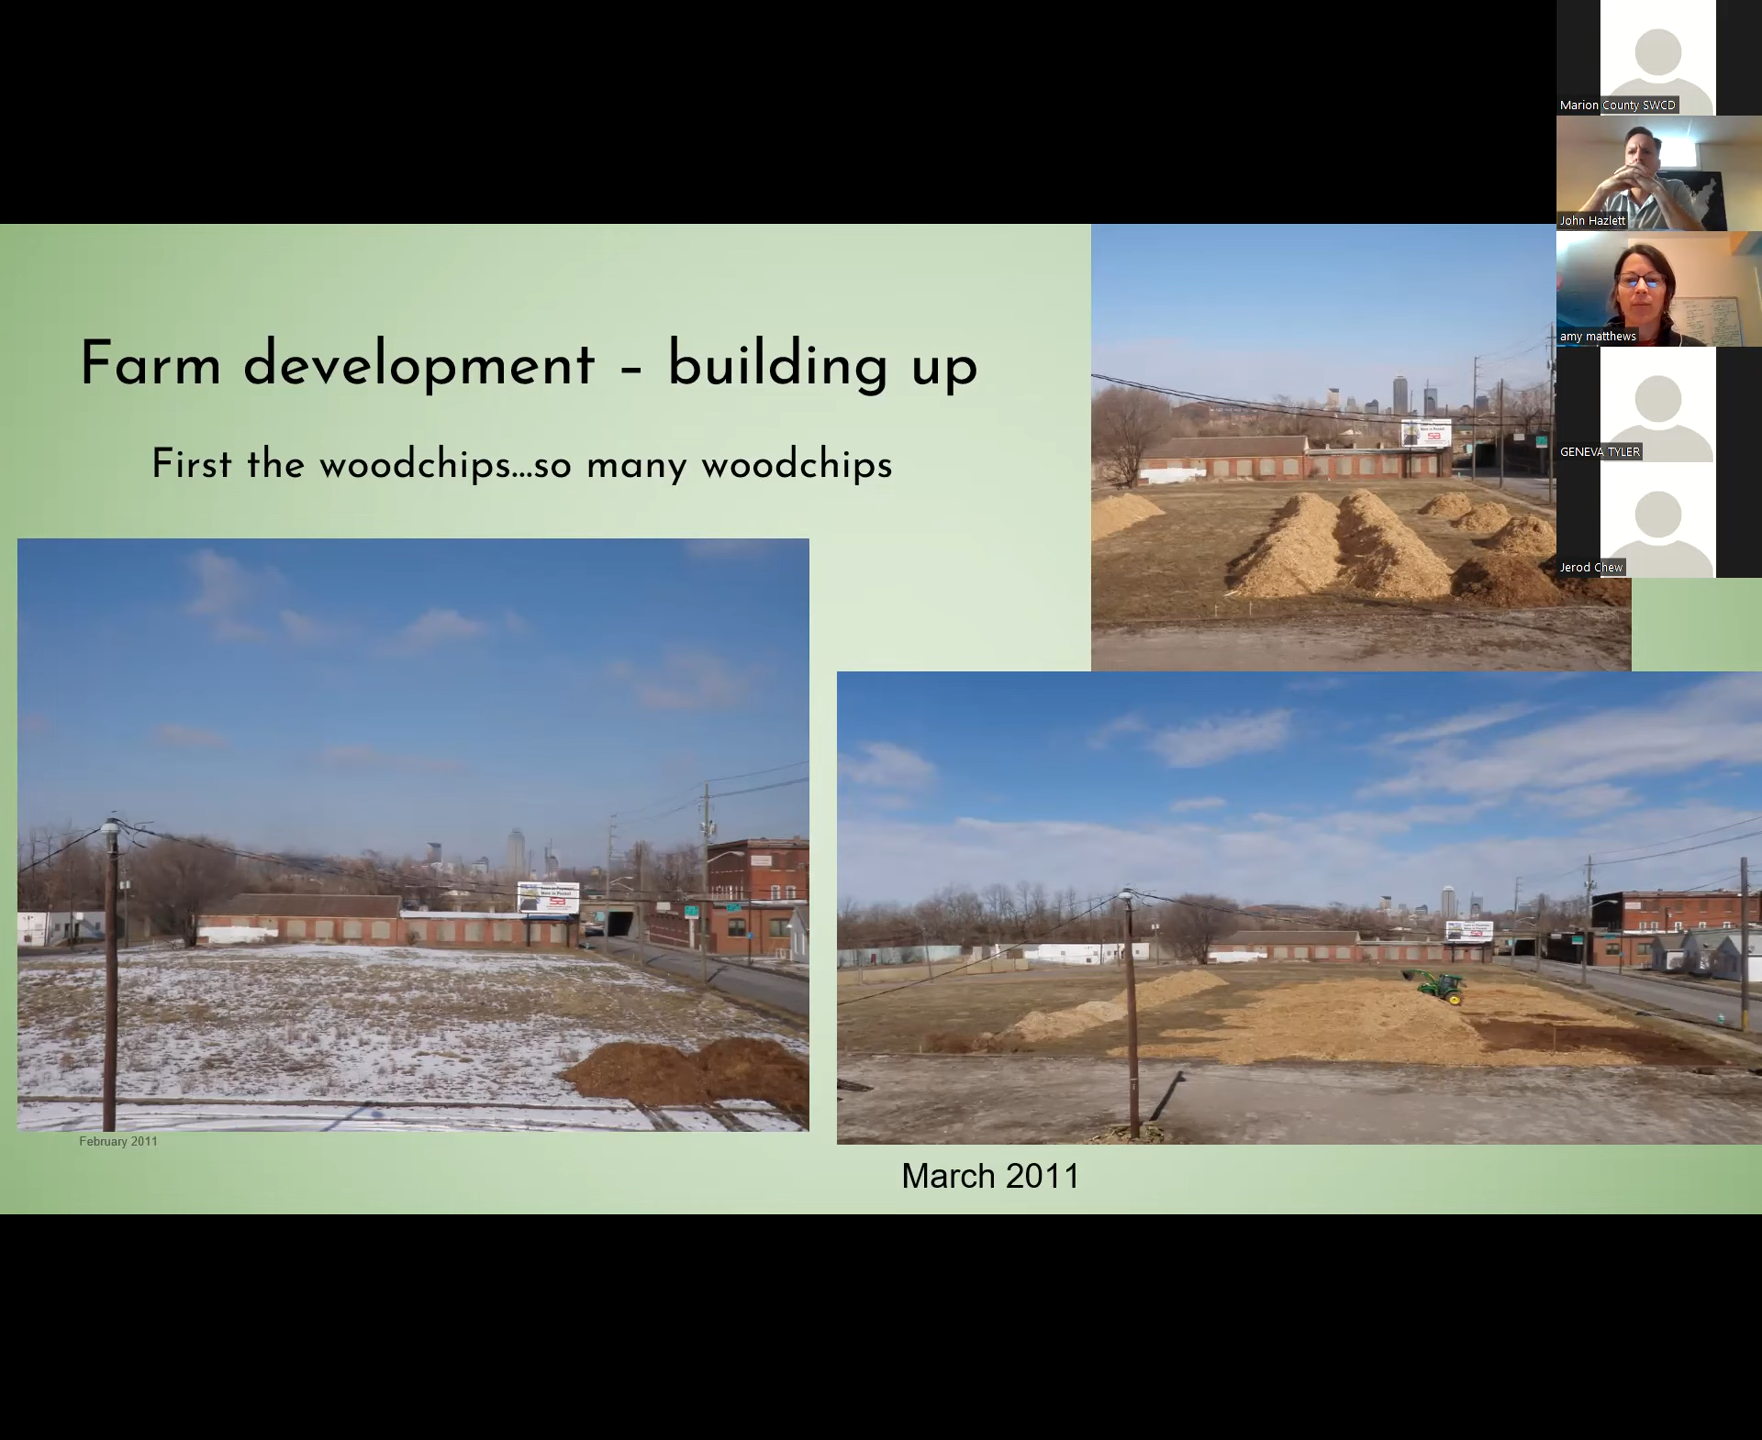 Farm development – building up
First the woodchips...so many woodchips
February 2011
March 2011
Marion County SWCD
John Hazlett
amy matthews
GENEVA TYLER
Jerod Chew